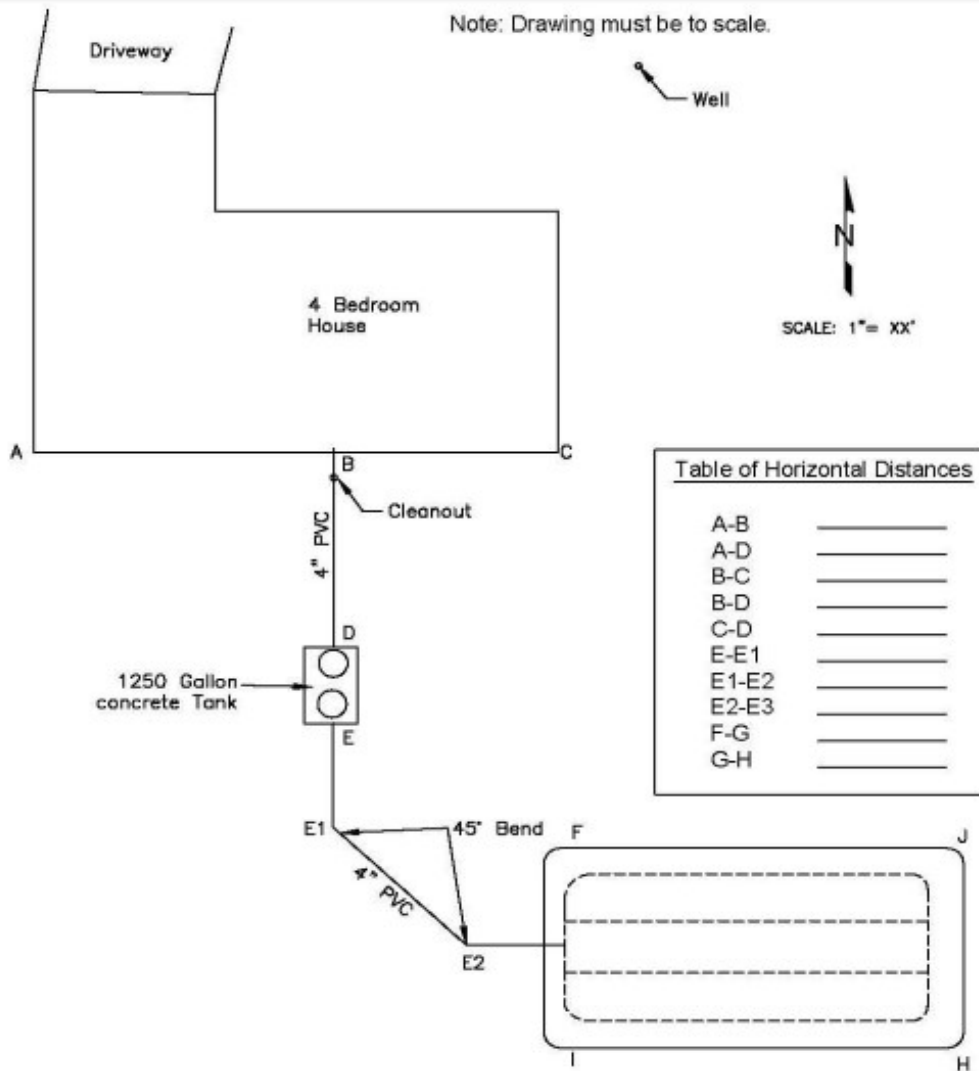 Note: Drawing must be to scale.
Driveway
Well
N
4 Bedroom
House
SCALE: 1"= XX'
A
B
C
Cleanout
4" PVC
Table of Horizontal Distances
A-B
A-D
B-C
B-D
C-D
E-E1
E1-E2
E2-E3
F-G
G-H
D
1250 Gallon
concrete Tank
E
E1
45° Bend
4" PVC
E2
F
J
I
H